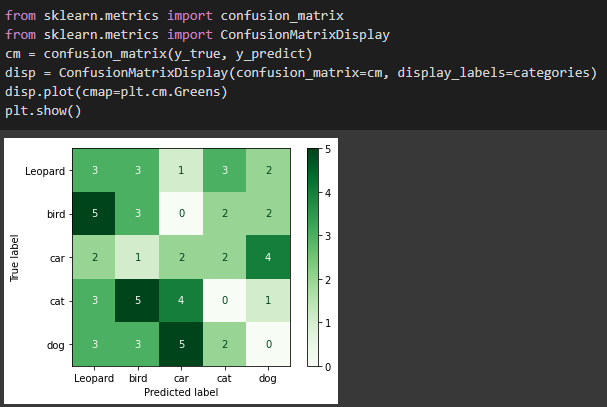 from sklearn.metrics import confusion_matrix
from sklearn.metrics import ConfusionMatrixDisplay
cm = confusion_matrix(y_true, y_predict)
disp = ConfusionMatrixDisplay(confusion_matrix=cm, display_labels=categories)
disp.plot(cmap=plt.cm.Greens)
plt.show()
Leopard 3 3 1 3 2
bird 5 3 0 2 2
car 2 1 2 2 4
cat 3 5 4 0 1
dog 3 3 5 2 0
Leopard bird car cat dog
Predicted label
True label
5
4
3
2
1
0